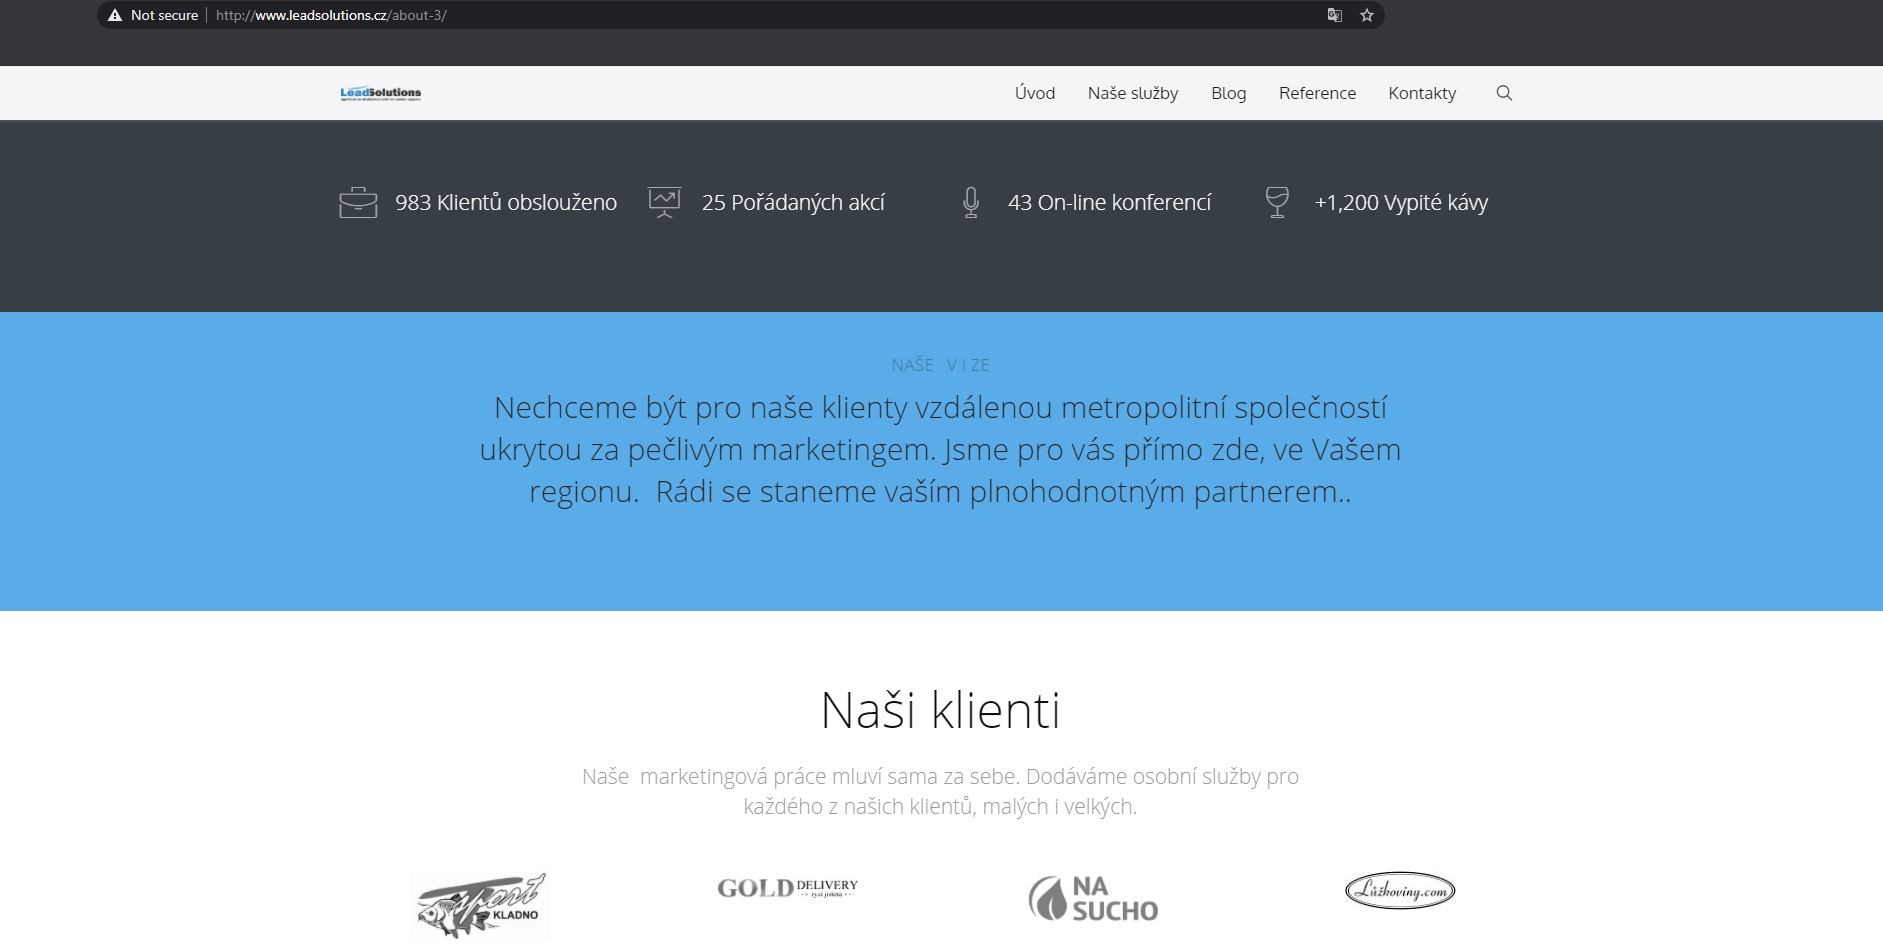 Not secure | http://www.leadsolutions.cz/about-3/
LeadSolutions
Úvod Naše služby Blog Reference Kontakty
983 Klientů obslouženo 25 Pořádaných akcí 43 On-line konferencí +1,200 Vypité kávy
NAŠE V I ZE
Nechceme být pro naše klienty vzdálenou metropolitní společností
ukrytou za pečlivým marketingem. Jsme pro vás přímo zde, ve Vašem
regionu. Rádi se staneme vaším plnohodnotným partnerem..
Naši klienti
Naše marketingová práce mluví sama za sebe. Dodáváme osobní služby pro
každého z našich klientů, malých i velkých.
sport
KLADNO
GOLD DELIVERY
ryzí jistota
NA
SUCHO
Lůžkoviny.com